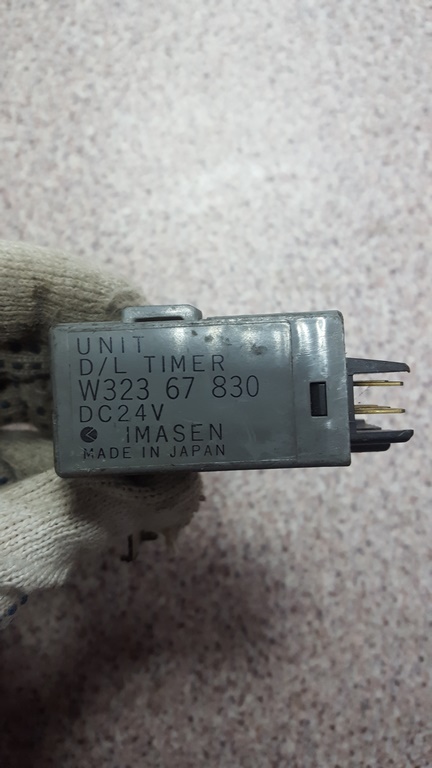 UNIT
D/L TIMER
W323 67 830
DC24V
IMASEN
MADE IN JAPAN